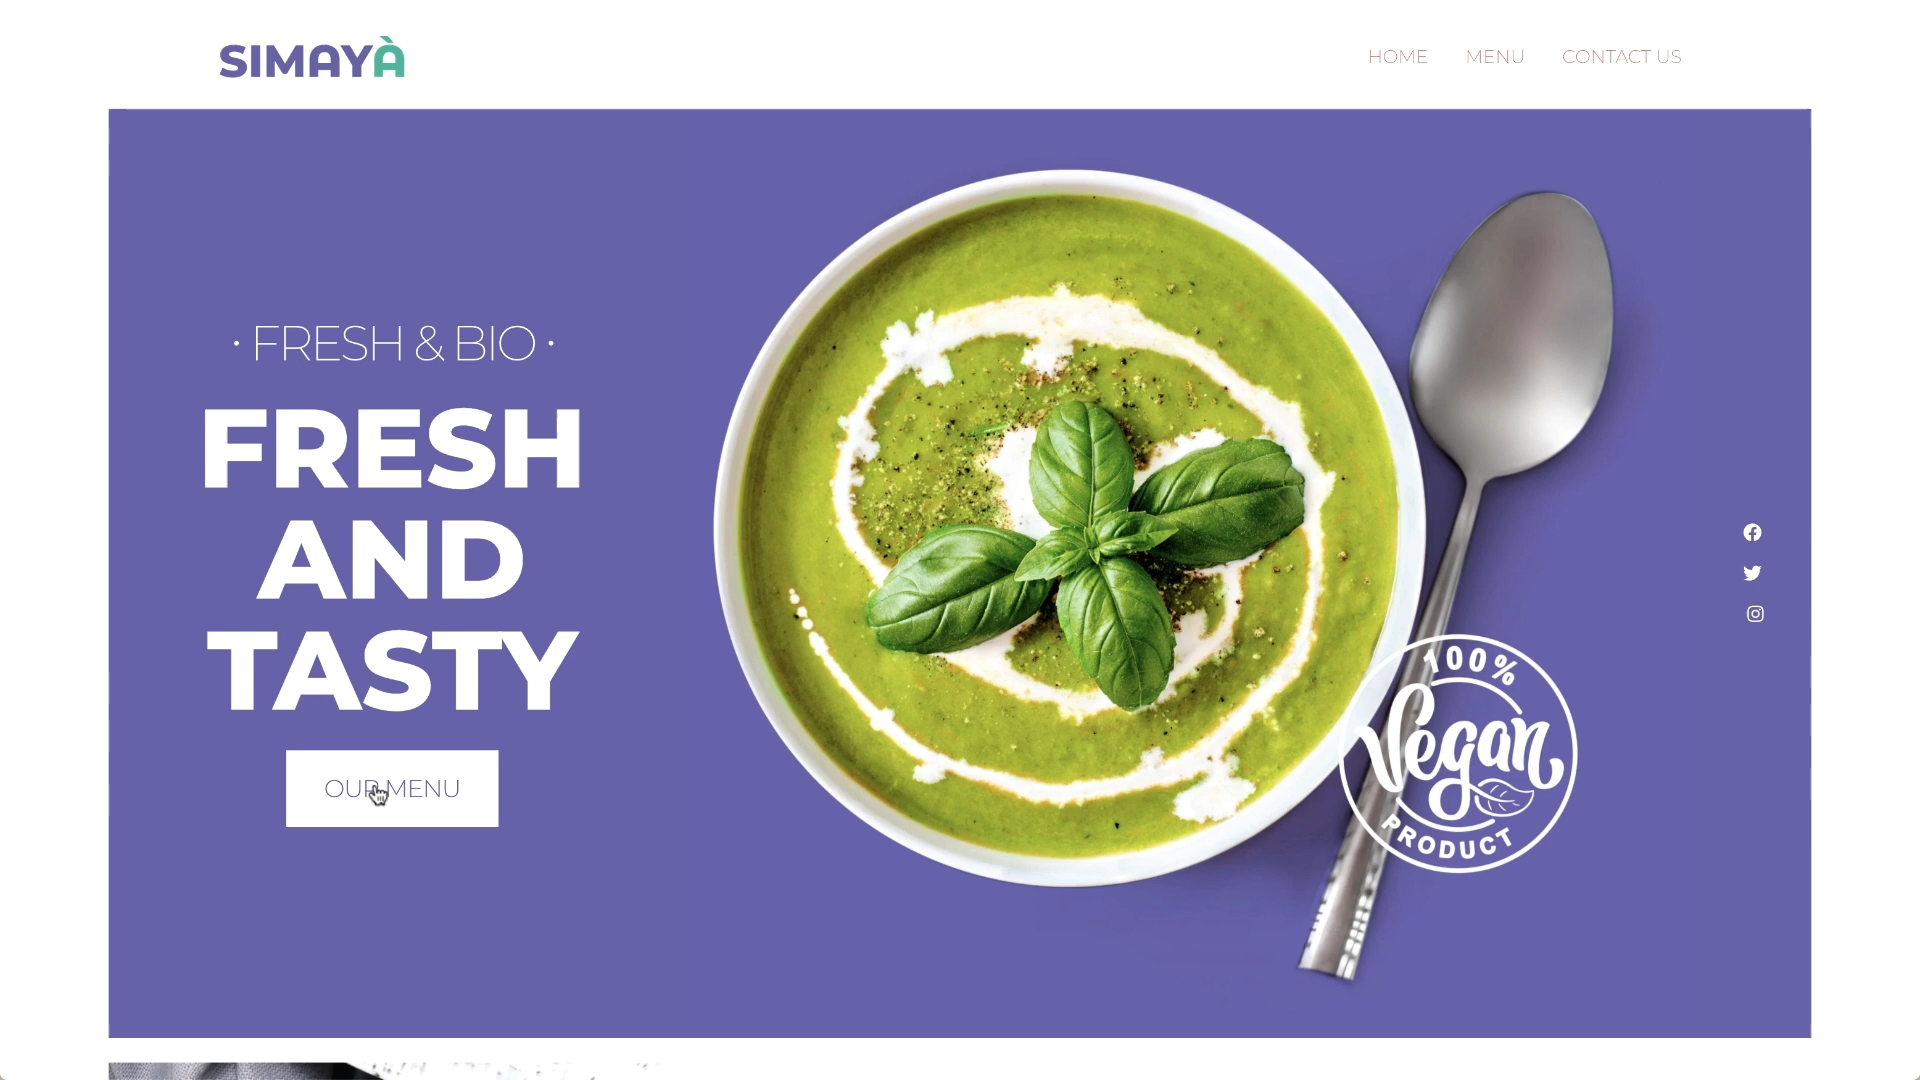 SIMAYÀ
HOME MENU CONTACT US
· FRESH & BIO ·
FRESH
AND
TASTY
OUR MENU
100%
Vegan
PRODUCT